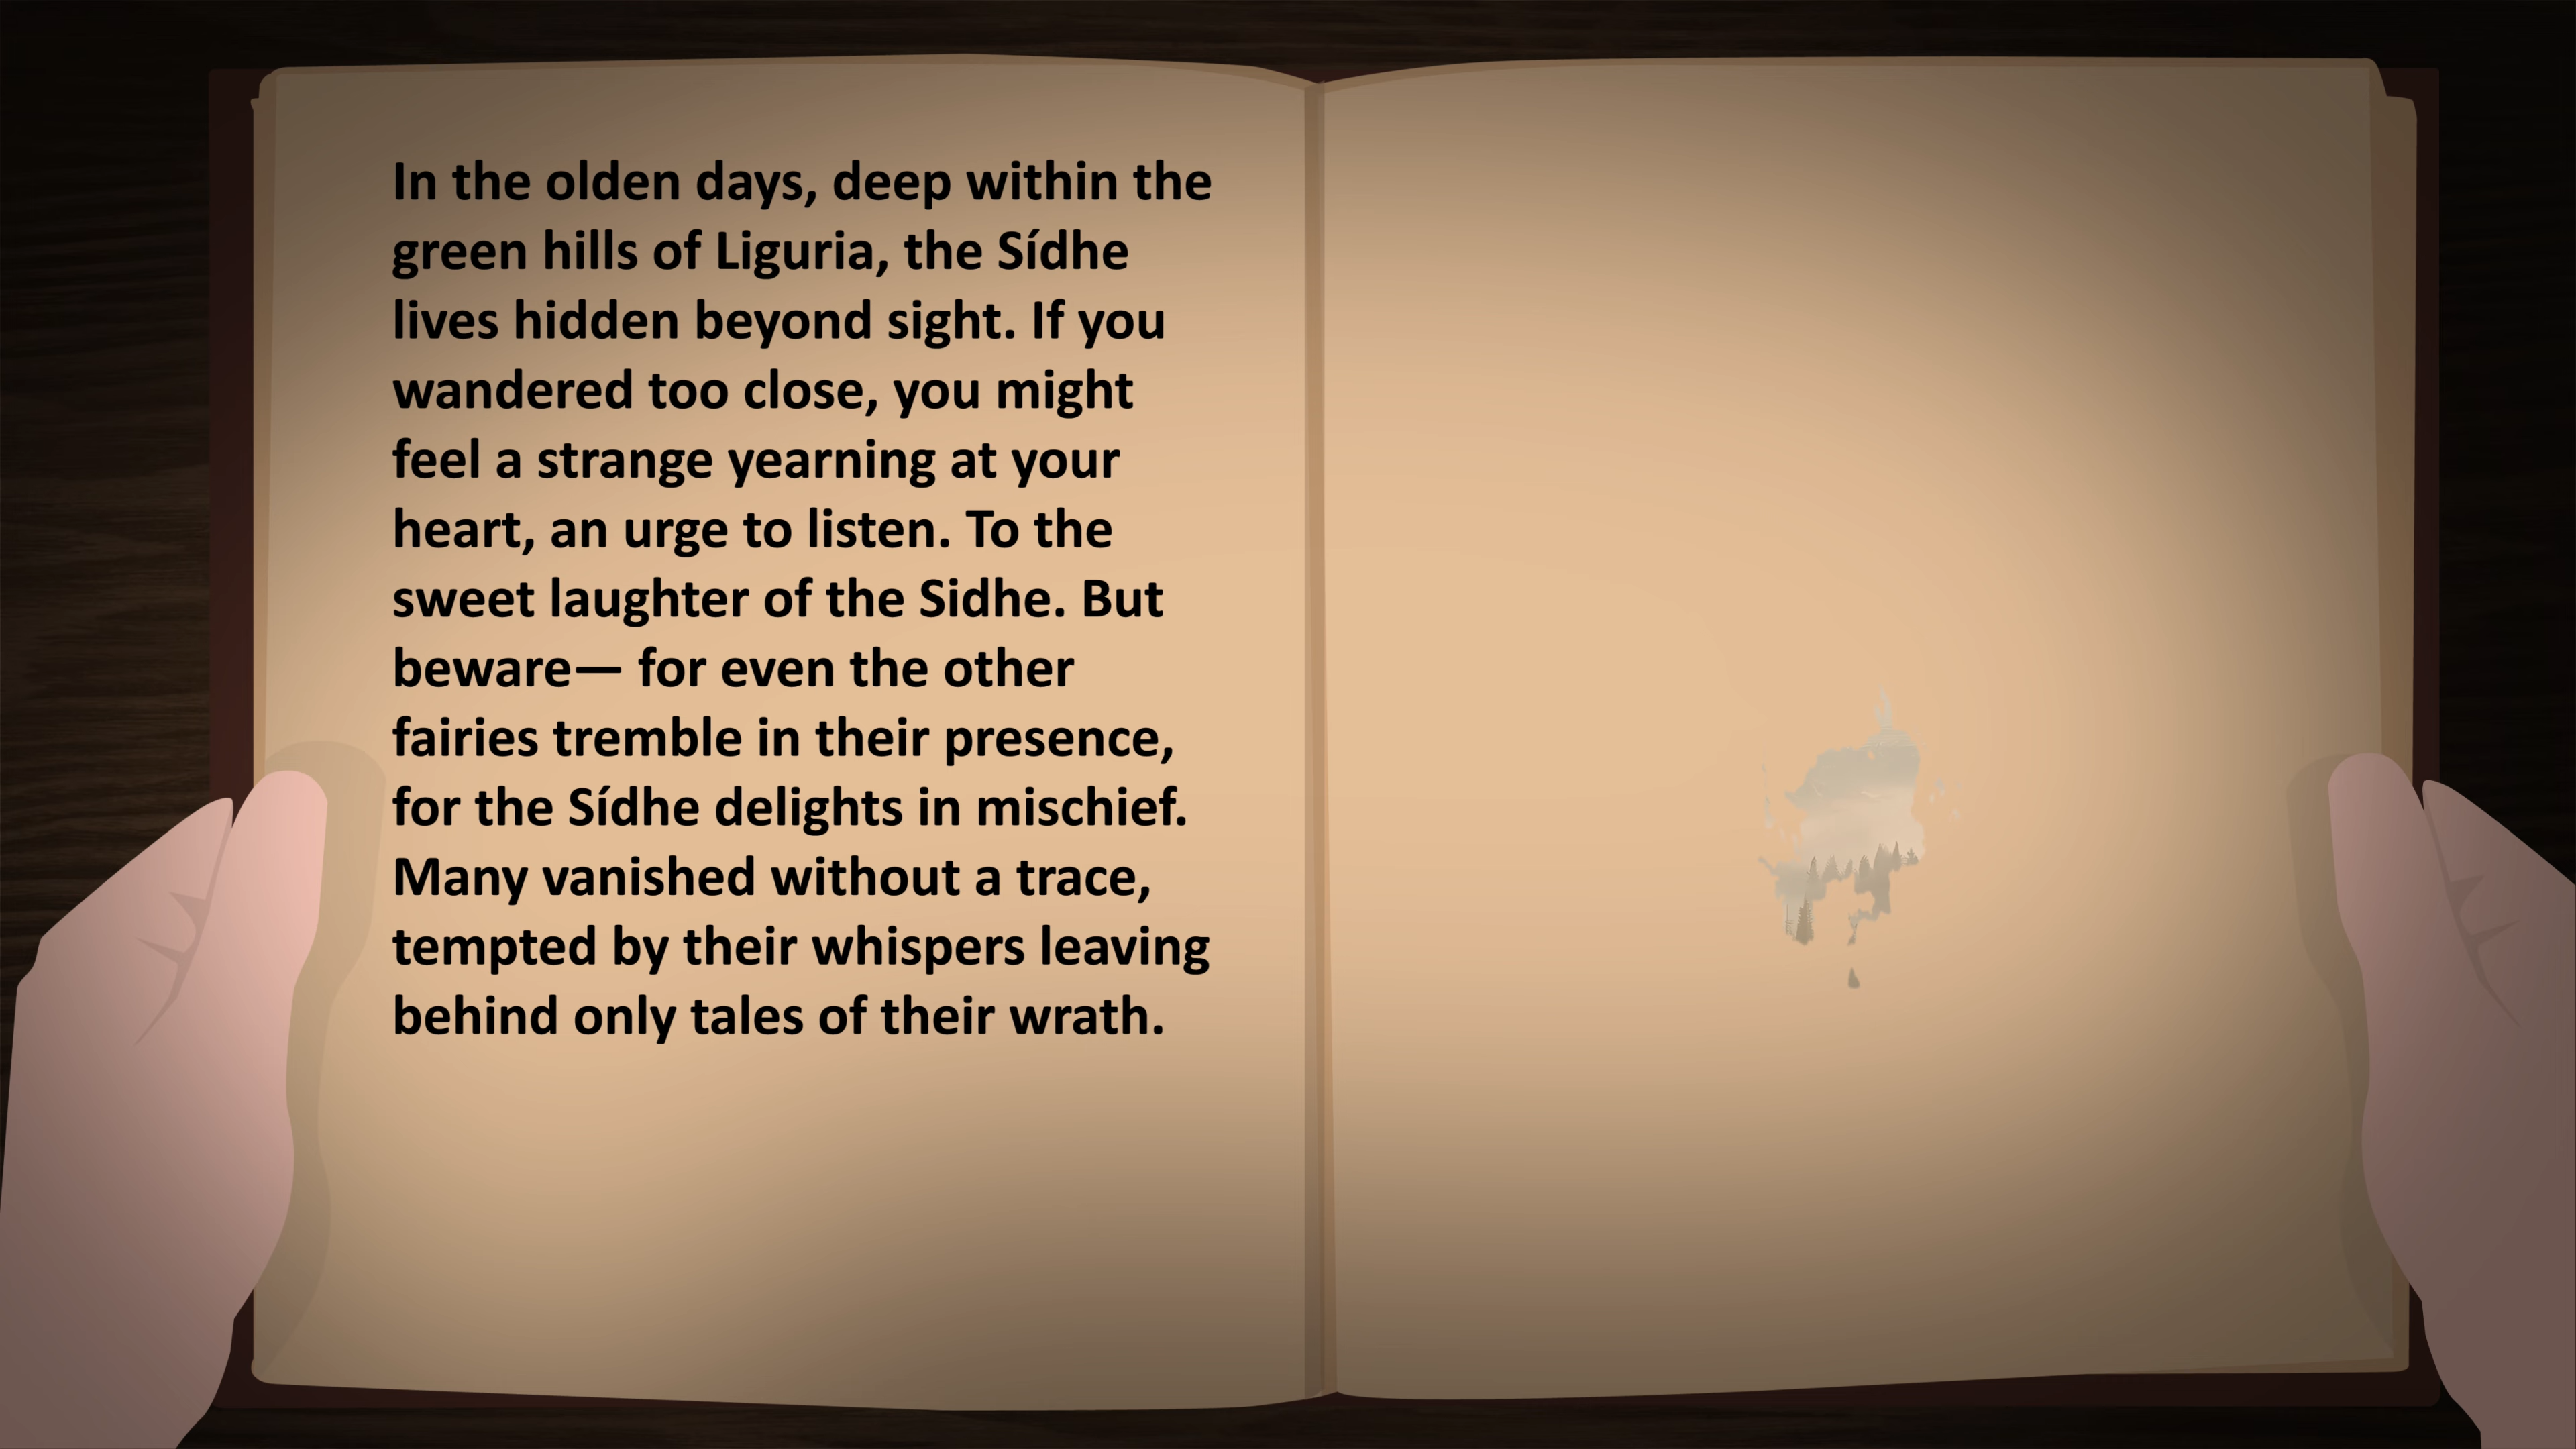 In the olden days, deep within the
green hills of Liguria, the Sídhe
lives hidden beyond sight. If you
wandered too close, you might
feel a strange yearning at your
heart, an urge to listen. To the
sweet laughter of the Sidhe. But
beware— for even the other
fairies tremble in their presence,
for the Sídhe delights in mischief.
Many vanished without a trace,
tempted by their whispers leaving
behind only tales of their wrath.